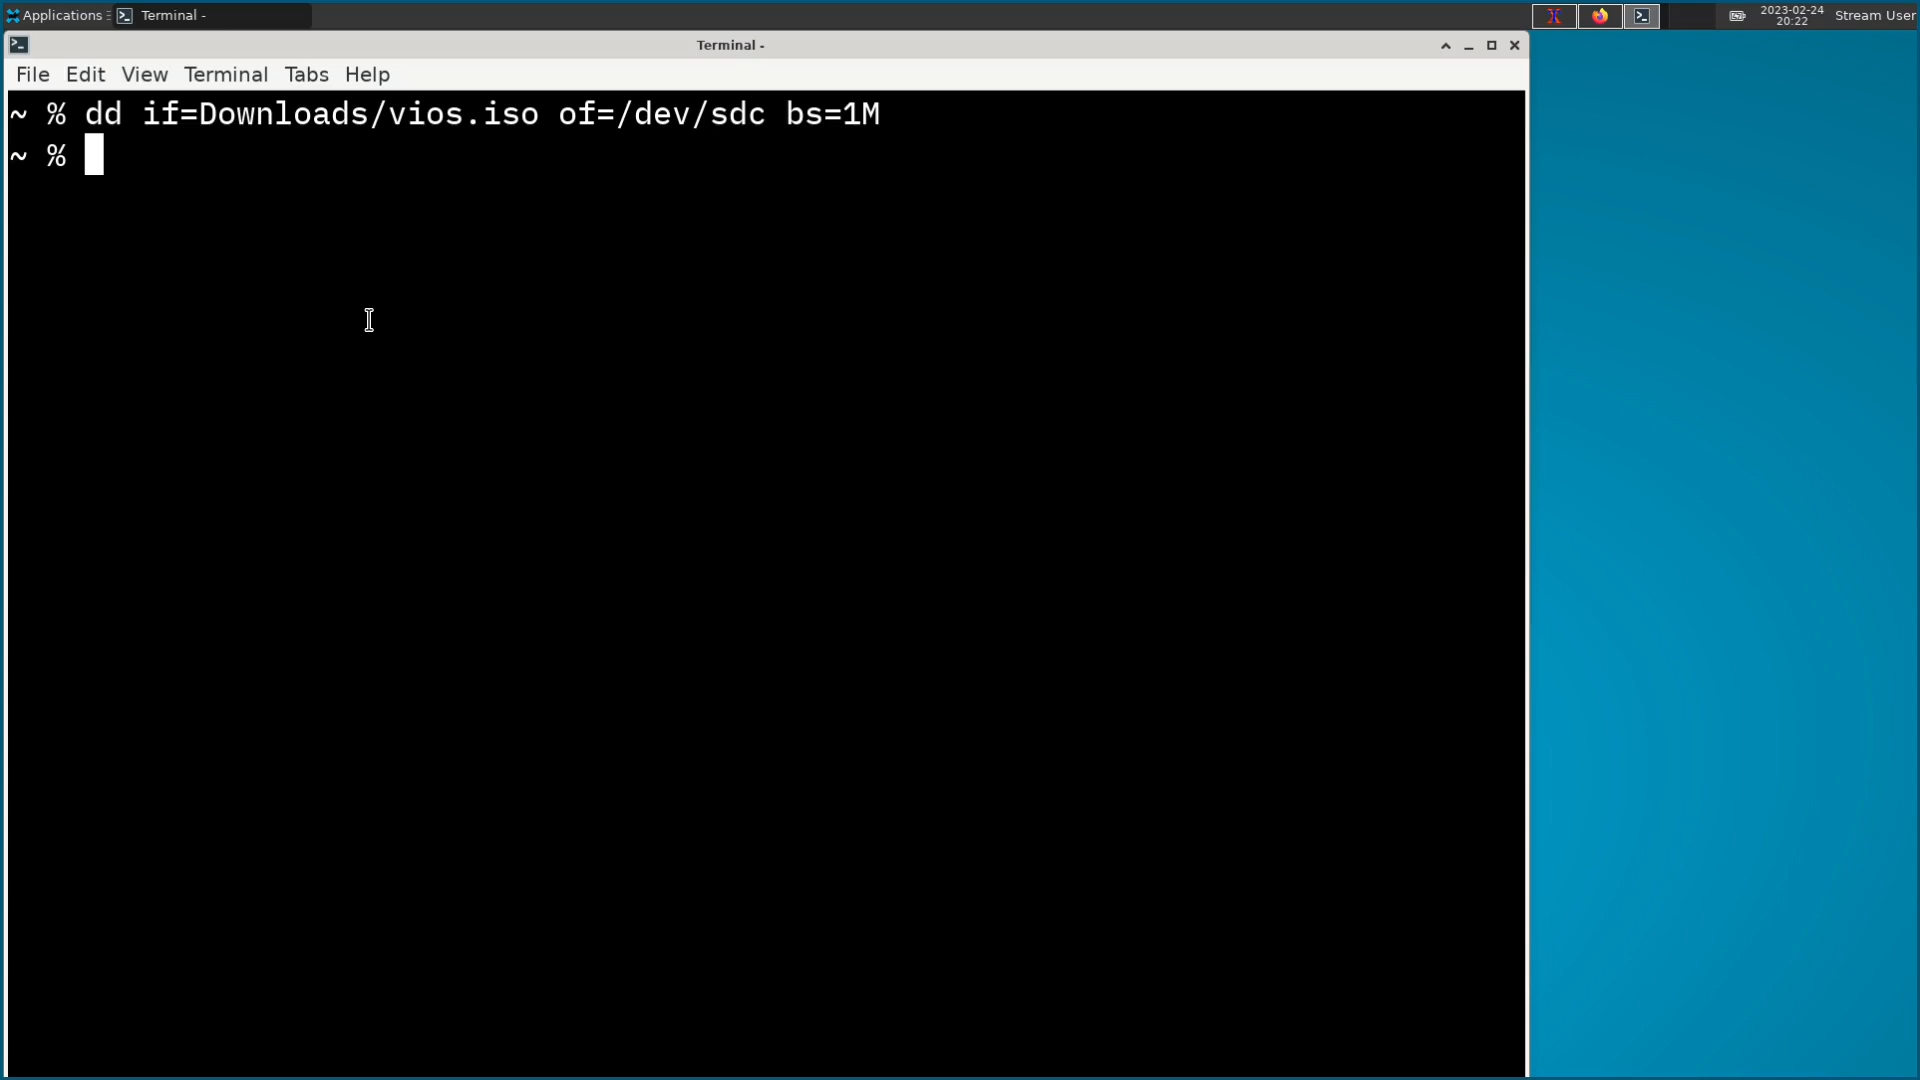 Applications Terminal - 2023-02-24 Stream User
20:22
Terminal -
File Edit View Terminal Tabs Help
~ % dd if=Downloads/vios.iso of=/dev/sdc bs=1M
~ %